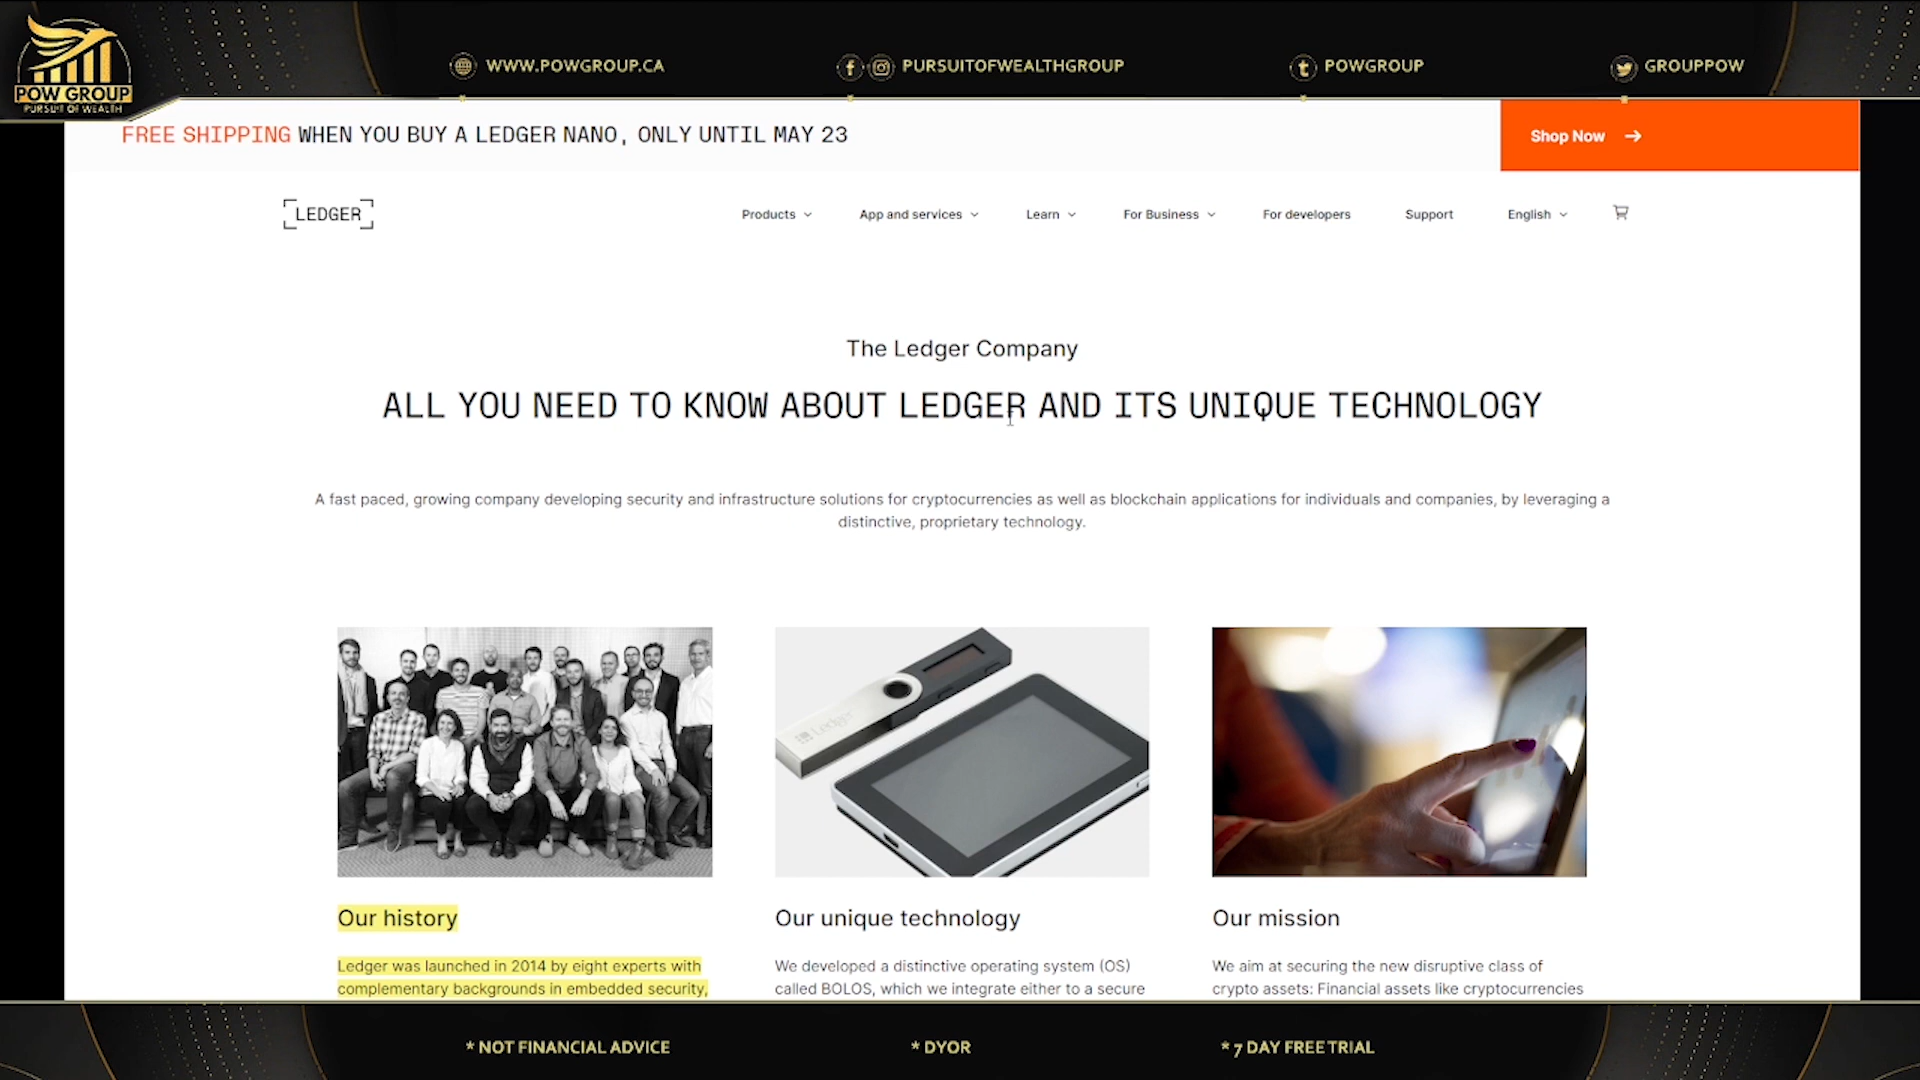 POW GROUP
PURSUIT OF WEALTH
WWW.POWGROUP.CA
PURSUITOFWEALTHGROUP
POWGROUP
GROUPPOW
FREE SHIPPING WHEN YOU BUY A LEDGER NANO, ONLY UNTIL MAY 23
Shop Now
LEDGER
Products
App and services
Learn
For Business
For developers
Support
English
The Ledger Company
ALL YOU NEED TO KNOW ABOUT LEDGER AND ITS UNIQUE TECHNOLOGY
A fast paced, growing company developing security and infrastructure solutions for cryptocurrencies as well as blockchain applications for individuals and companies, by leveraging a
distinctive, proprietary technology.
Ledger
Our history
Ledger was launched in 2014 by eight experts with
complementary backgrounds in embedded security,
Our unique technology
We developed a distinctive operating system (OS)
called BOLOS, which we integrate either to a secure
Our mission
We aim at securing the new disruptive class of
crypto assets: Financial assets like cryptocurrencies
* NOT FINANCIAL ADVICE
* DYOR
* 7 DAY FREE TRIAL